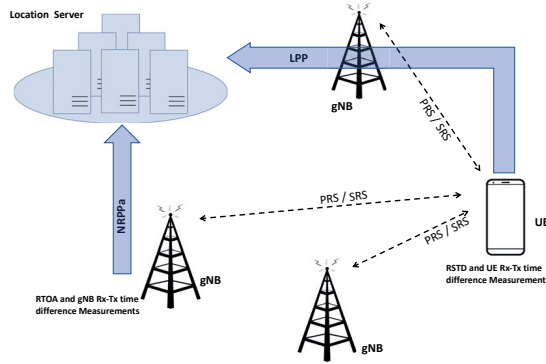 Location Server
LPP
gNB
PRS / SRS
PRS / SRS
NRPPa
UE
PRS / SRS
gNB
RSTD and UE Rx-Tx time
difference Measurement
RTOA and gNB Rx-Tx time
difference Measurements
gNB